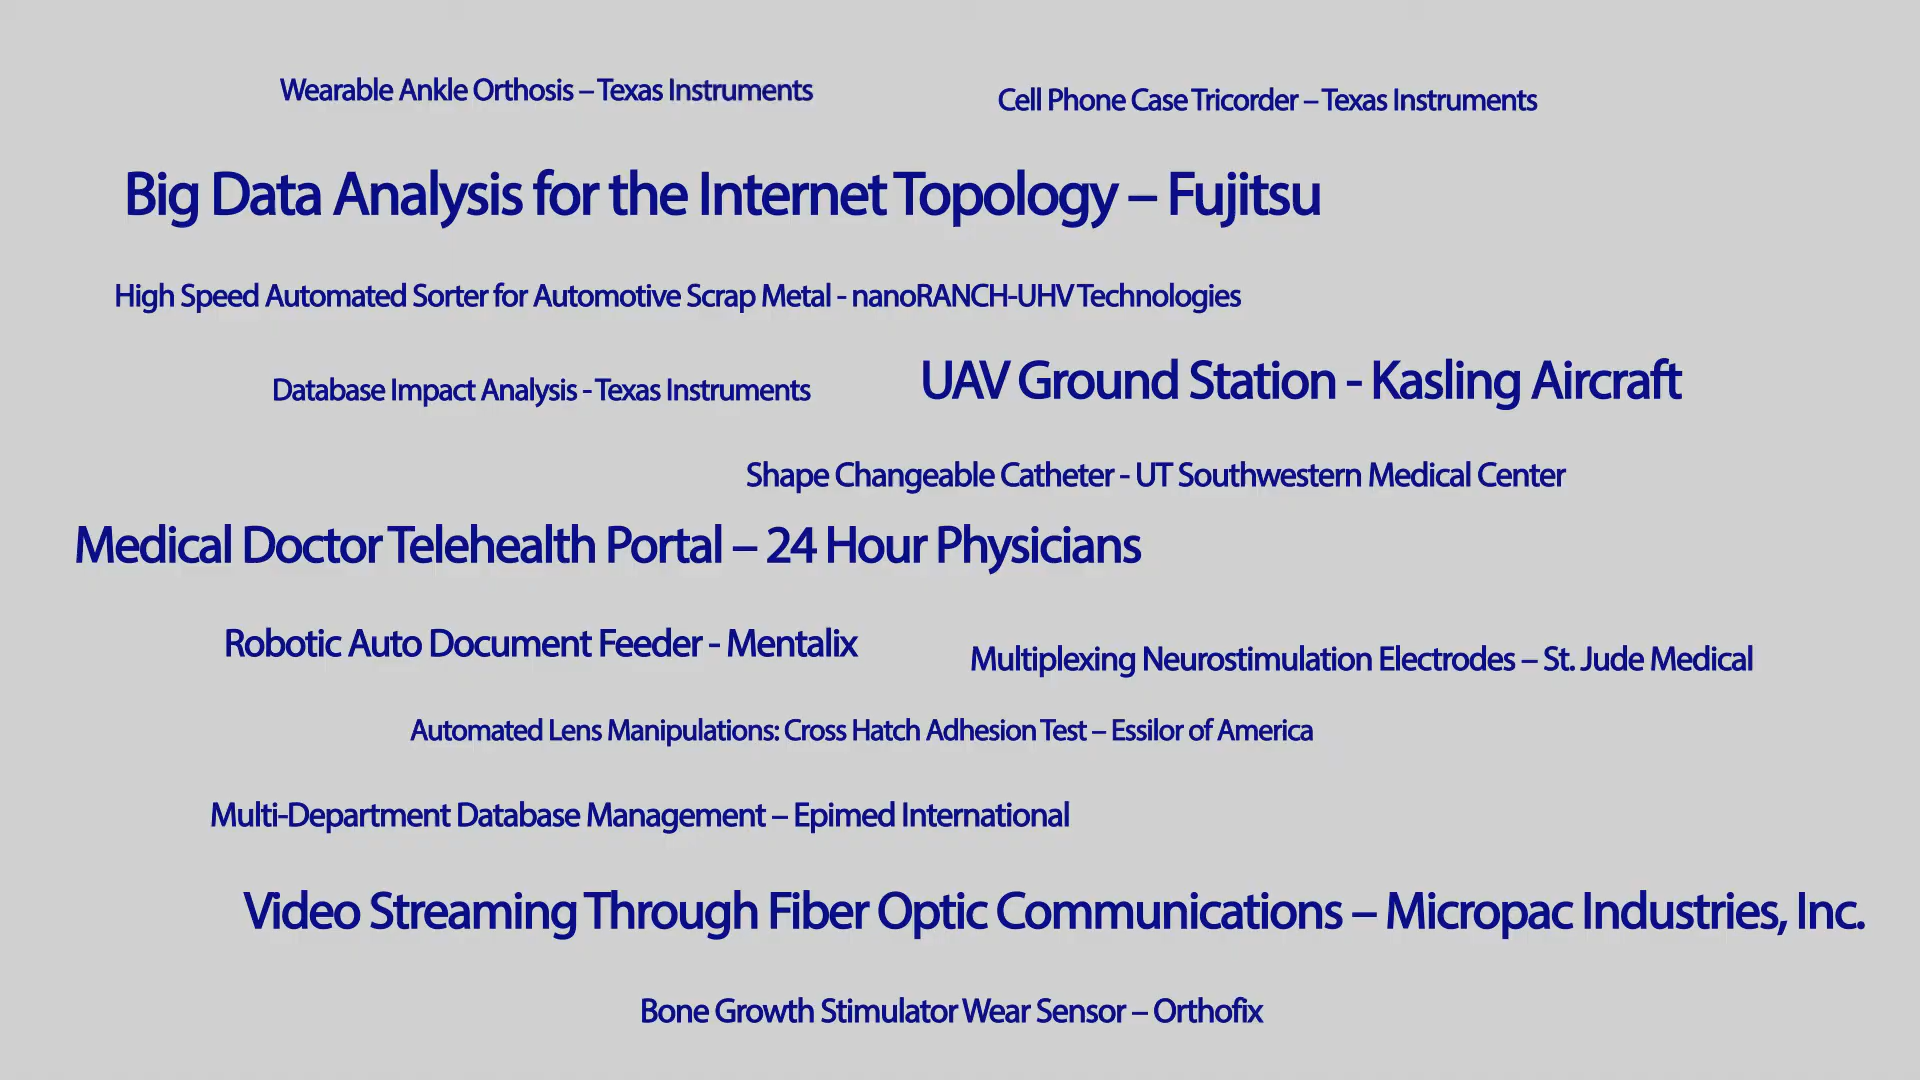 Wearable Ankle Orthosis – Texas Instruments
Cell Phone Case Tricorder – Texas Instruments
Big Data Analysis for the Internet Topology – Fujitsu
High Speed Automated Sorter for Automotive Scrap Metal - nanoRANCH-UHV Technologies
Database Impact Analysis - Texas Instruments
UAV Ground Station - Kasling Aircraft
Shape Changeable Catheter - UT Southwestern Medical Center
Medical Doctor Telehealth Portal – 24 Hour Physicians
Robotic Auto Document Feeder - Mentalix
Multiplexing Neurostimulation Electrodes – St. Jude Medical
Automated Lens Manipulations: Cross Hatch Adhesion Test – Essilor of America
Multi-Department Database Management – Epimed International
Video Streaming Through Fiber Optic Communications – Micropac Industries, Inc.
Bone Growth Stimulator Wear Sensor – Orthofix